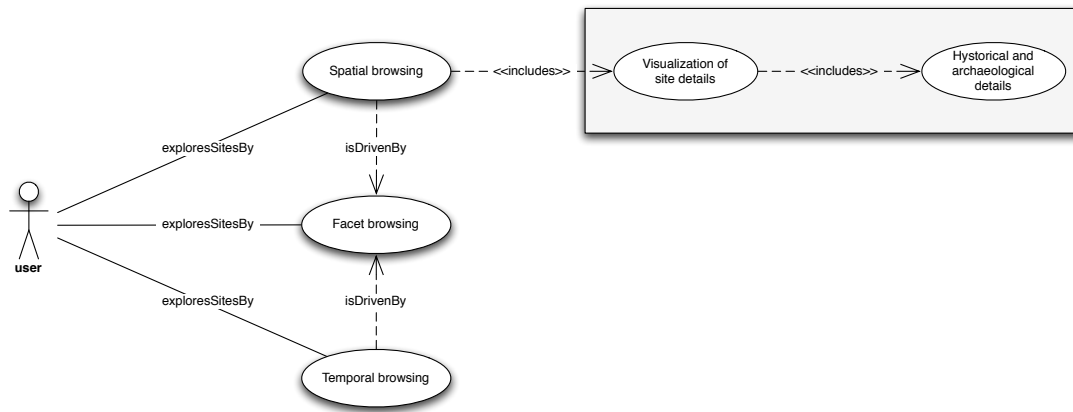 Spatial browsing
<<includes>>
Visualization of
site details
<<includes>>
Hystorical and
archaeological
details
exploresSitesBy
isDrivenBy
exploresSitesBy
Facet browsing
user
exploresSitesBy
isDrivenBy
Temporal browsing